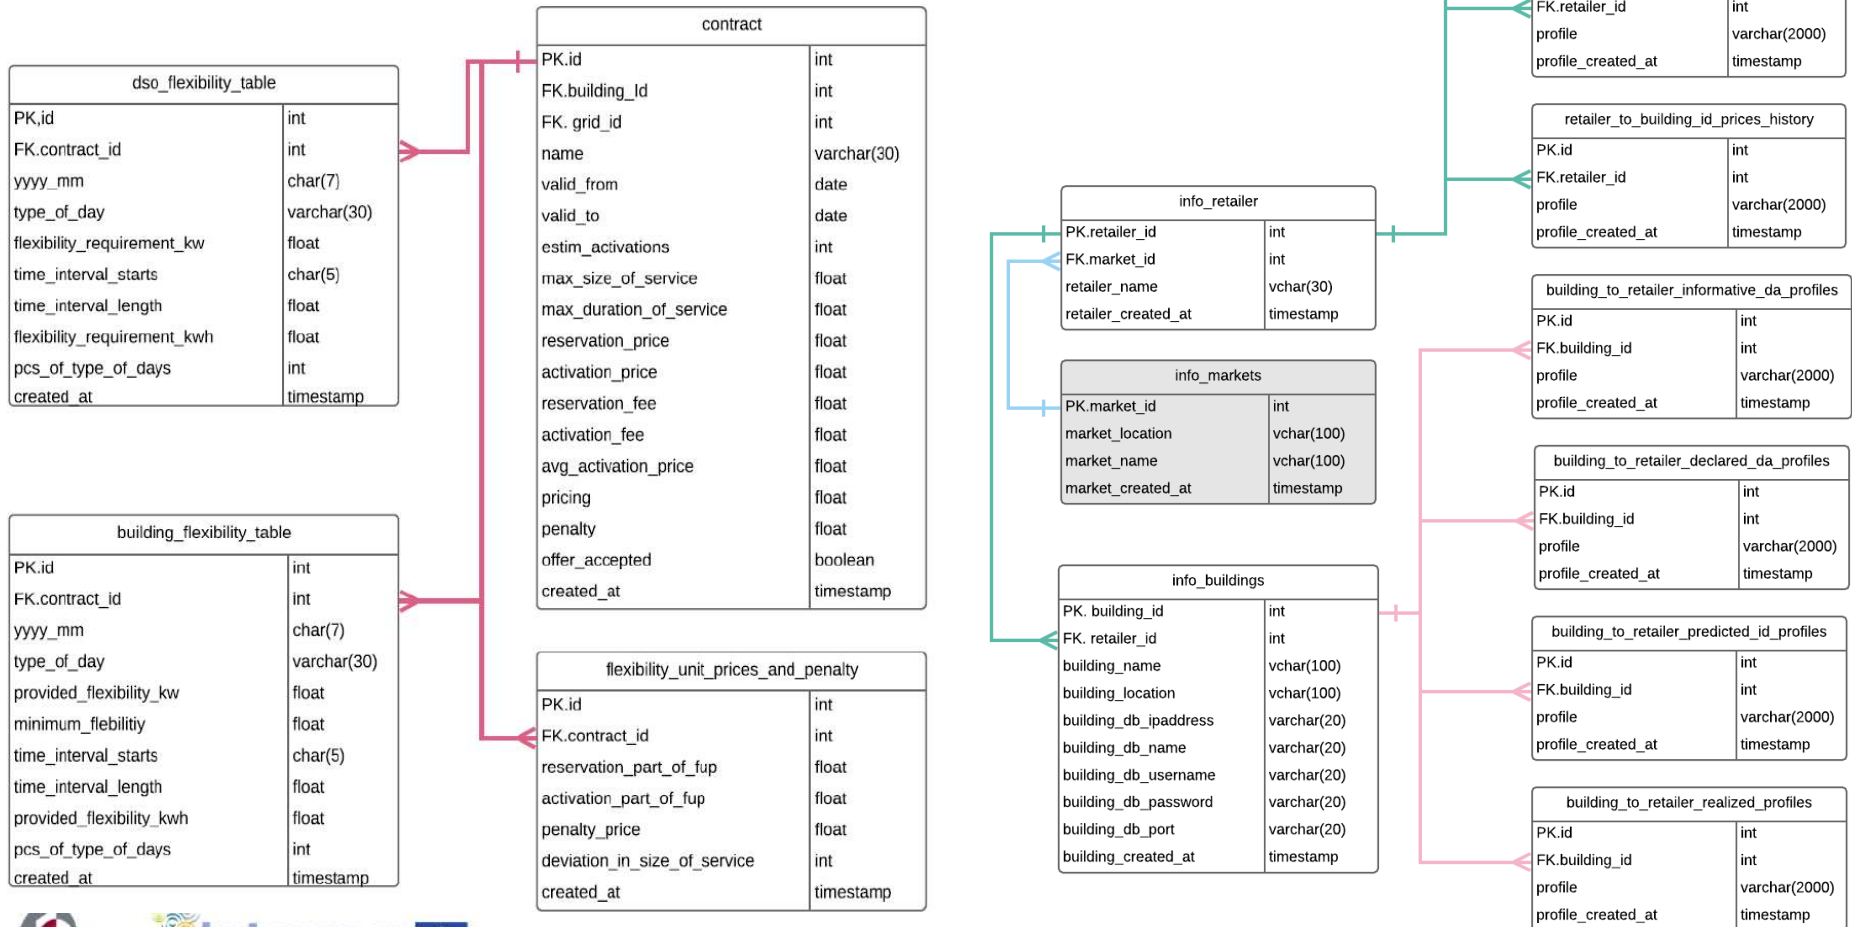 dso_flexibility_table
PK,id int
FK.contract_id int
yyyy_mm char(7)
type_of_day varchar(30)
flexibility_requirement_kw float
time_interval_starts char(5)
time_interval_length float
flexibility_requirement_kwh float
pcs_of_type_of_days int
created_at timestamp
building_flexibility_table
PK.id int
FK.contract_id int
yyyy_mm char(7)
type_of_day varchar(30)
provided_flexibility_kw float
minimum_flebilitiy float
time_interval_starts char(5)
time_interval_length float
provided_flexibility_kwh float
pcs_of_type_of_days int
created_at timestamp
contract
PK.id int
FK.building_Id int
FK. grid_id int
name varchar(30)
valid_from date
valid_to date
estim_activations int
max_size_of_service float
max_duration_of_service float
reservation_price float
activation_price float
reservation_fee float
activation_fee float
avg_activation_price float
pricing float
penalty float
offer_accepted boolean
created_at timestamp
flexibility_unit_prices_and_penalty
PK.id int
FK.contract_id int
reservation_part_of_fup float
activation_part_of_fup float
penalty_price float
deviation_in_size_of_service int
created_at timestamp
info_retailer
PK.retailer_id int
FK.market_id int
retailer_name vchar(30)
retailer_created_at timestamp
info_markets
PK.market_id int
market_location vchar(100)
market_name vchar(100)
market_created_at timestamp
info_buildings
PK. building_id int
FK. retailer_id int
building_name vchar(100)
building_location vchar(100)
building_db_ipaddress varchar(20)
building_db_name varchar(20)
building_db_username varchar(20)
building_db_password varchar(20)
building_db_port varchar(20)
building_created_at timestamp
FK.retailer_id int
profile varchar(2000)
profile_created_at timestamp
retailer_to_building_id_prices_history
PK.id int
FK.retailer_id int
profile varchar(2000)
profile_created_at timestamp
building_to_retailer_informative_da_profiles
PK.id int
FK.building_id int
profile varchar(2000)
profile_created_at timestamp
building_to_retailer_declared_da_profiles
PK.id int
FK.building_id int
profile varchar(2000)
profile_created_at timestamp
building_to_retailer_predicted_id_profiles
PK.id int
FK.building_id int
profile varchar(2000)
profile_created_at timestamp
building_to_retailer_realized_profiles
PK.id int
FK.building_id int
profile varchar(2000)
profile_created_at timestamp